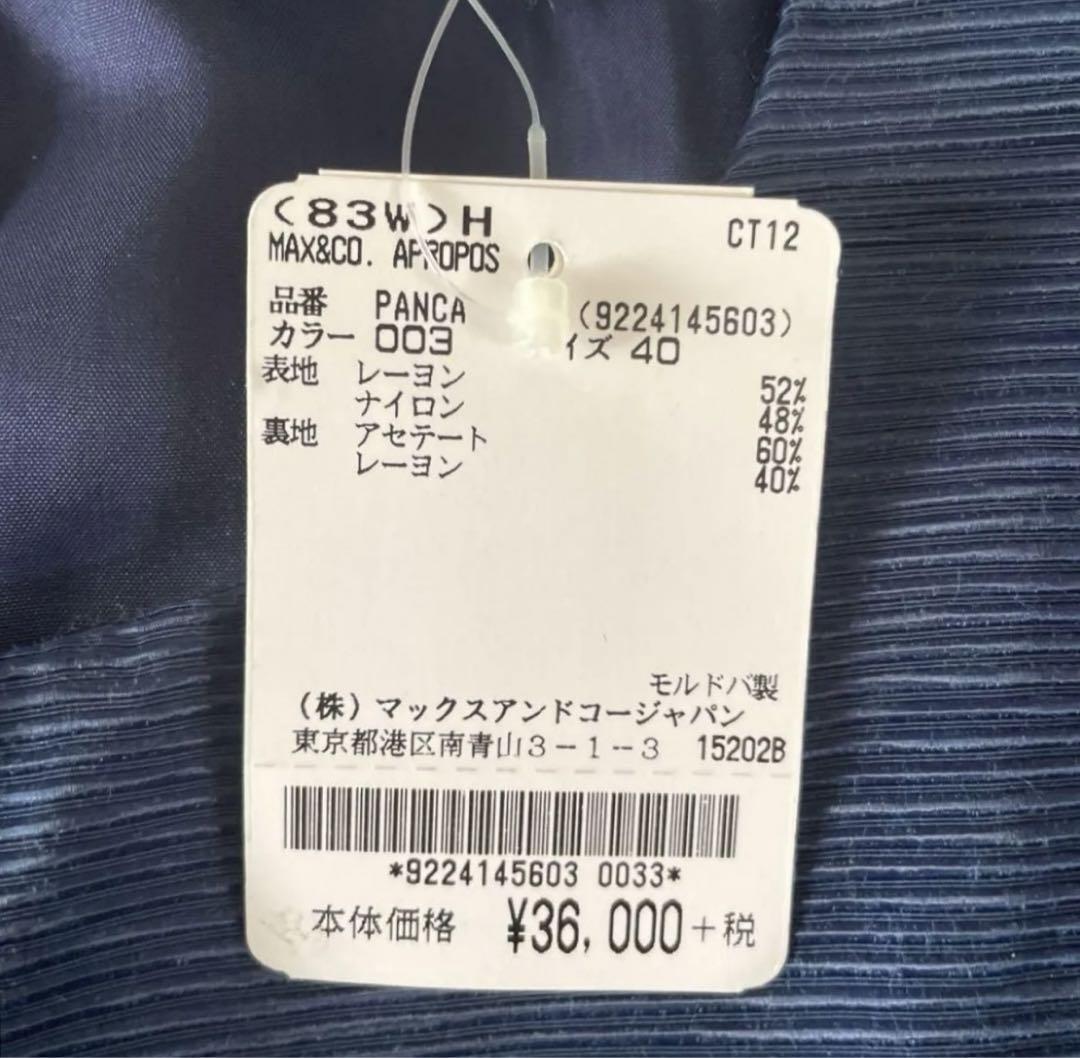 (83W)H CT12
MAX&CO. APROPOS
品番 PANCA (9224145603)
カラー 003 イズ 40
表地 レーヨン 52%
ナイロン 48%
裏地 アセテート 60%
レーヨン 40%
モルドバ製
(株)マックスアンドコージャパン
東京都港区南青山3-1-3 15202B
*9224145603 0033*
本体価格 ¥36,000+税